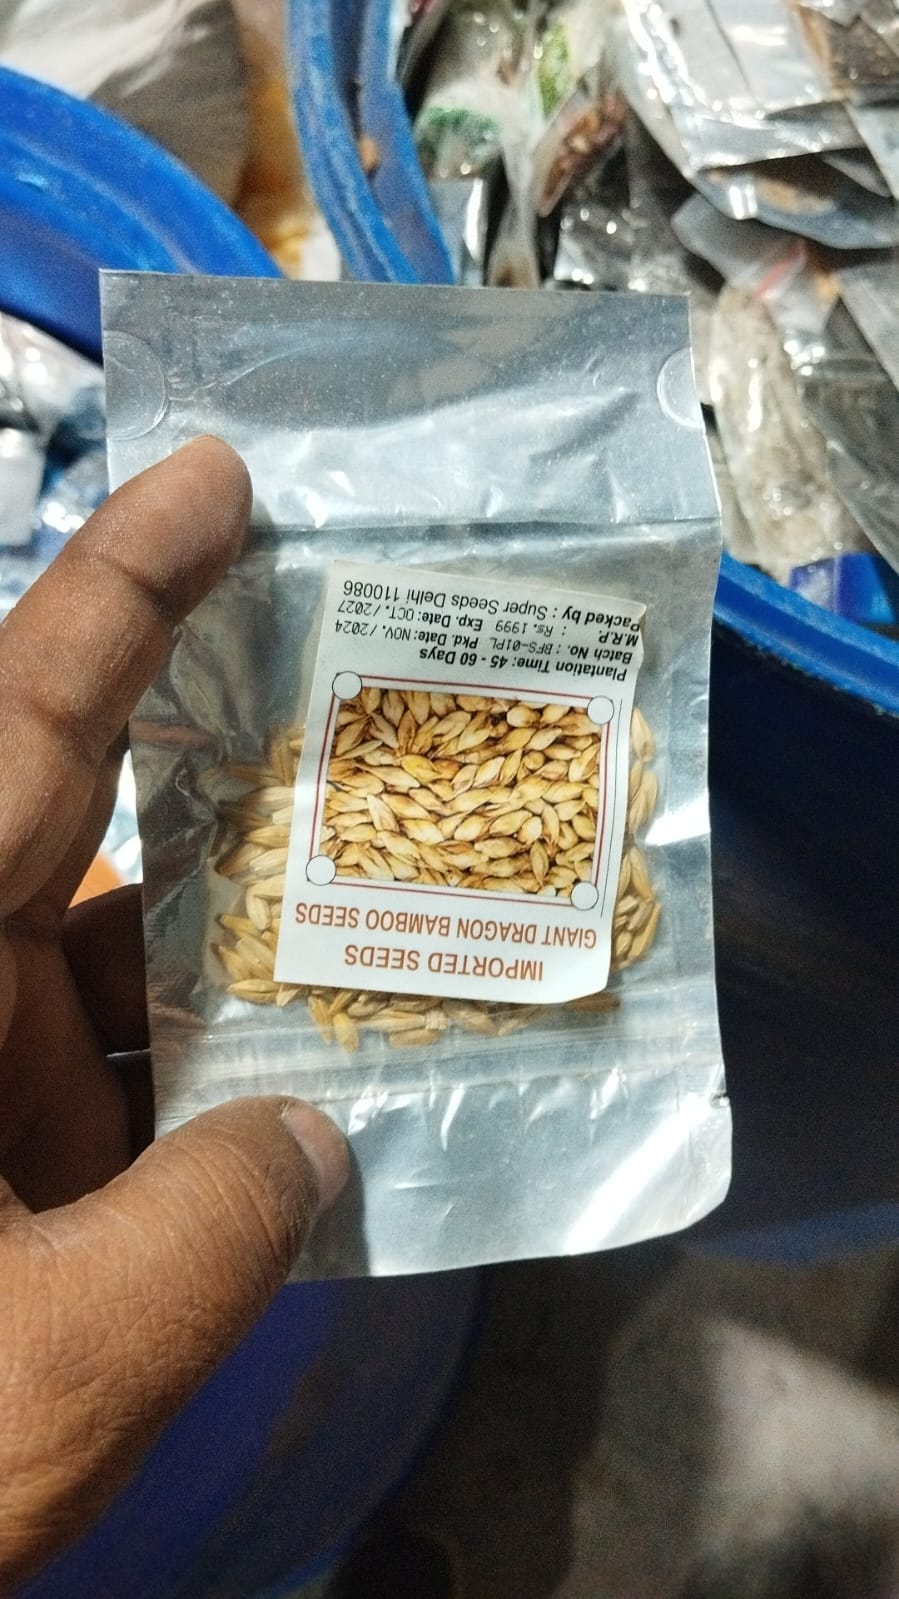 IMPORTED SEEDS
GIANT DRAGON BAMBOO SEEDS
Plantation Time: 45 - 60 Days
Batch No. : BFS-01PL Pkd. Date: NOV. / 2024
M.R.P. : Rs. 1999 Exp. Date: OCT. / 2027
Packed by : Super Seeds Delhi 110086